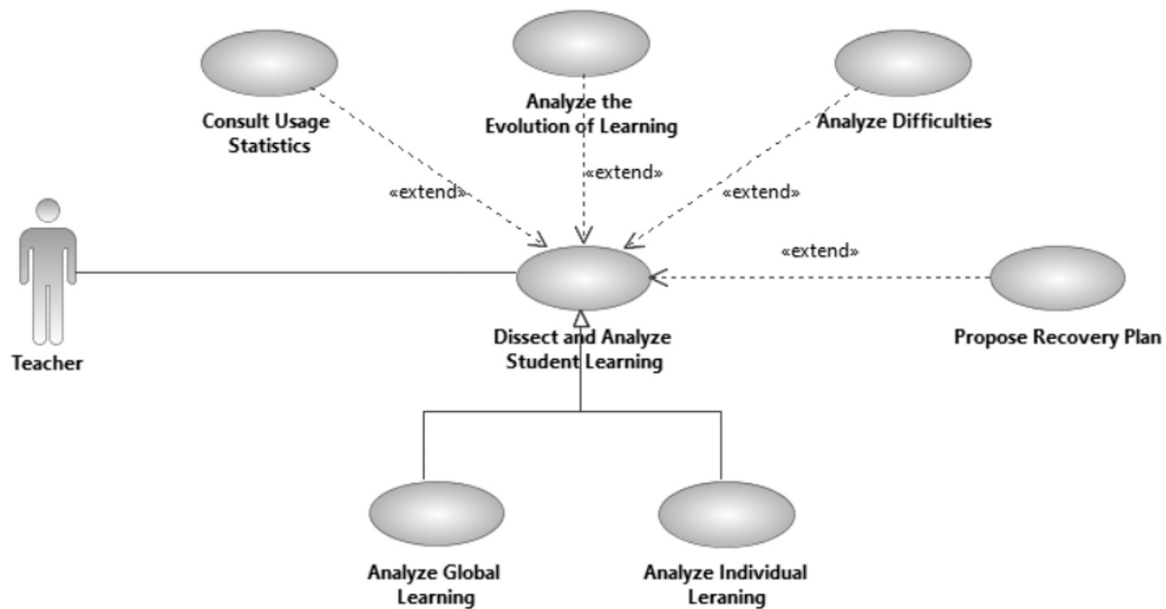 Consult Usage
Statistics
Analyze the
Evolution of Learning
Analyze Difficulties
«extend»
«extend»
«extend»
«extend»
Teacher
Dissect and Analyze
Student Learning
Propose Recovery Plan
Analyze Global
Learning
Analyze Individual
Leraning